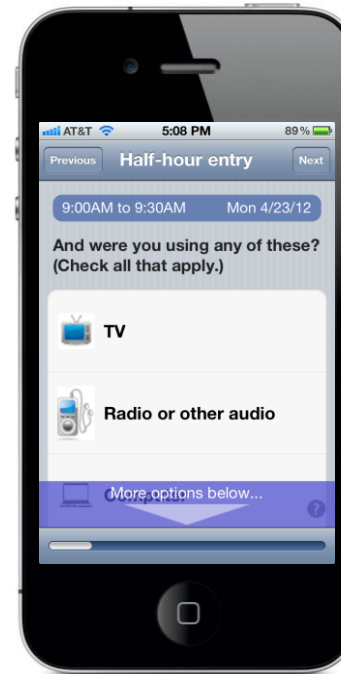 AT&T 5:08 PM 89%
Previous Half-hour entry Next
9:00AM to 9:30AM Mon 4/23/12
And were you using any of these?
(Check all that apply.)
TV
Radio or other audio
More options below...
Computer
?